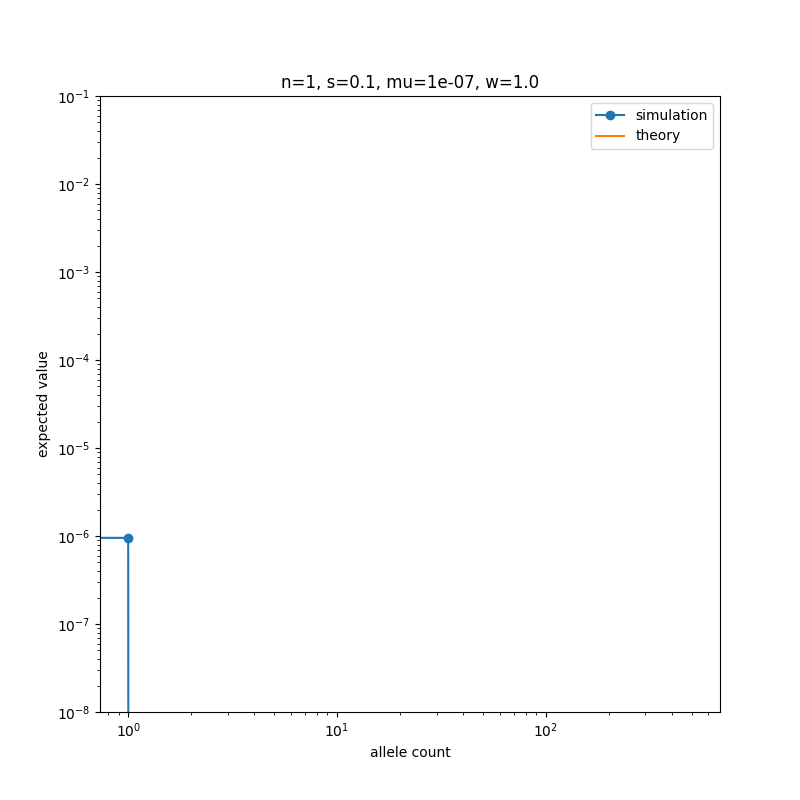 n=1, s=0.1, mu=1e-07, w=1.0
simulation
theory
10⁻¹
10⁻²
10⁻³
10⁻⁴
10⁻⁵
10⁻⁶
10⁻⁷
10⁻⁸
expected value
10⁰ 10¹ 10²
allele count